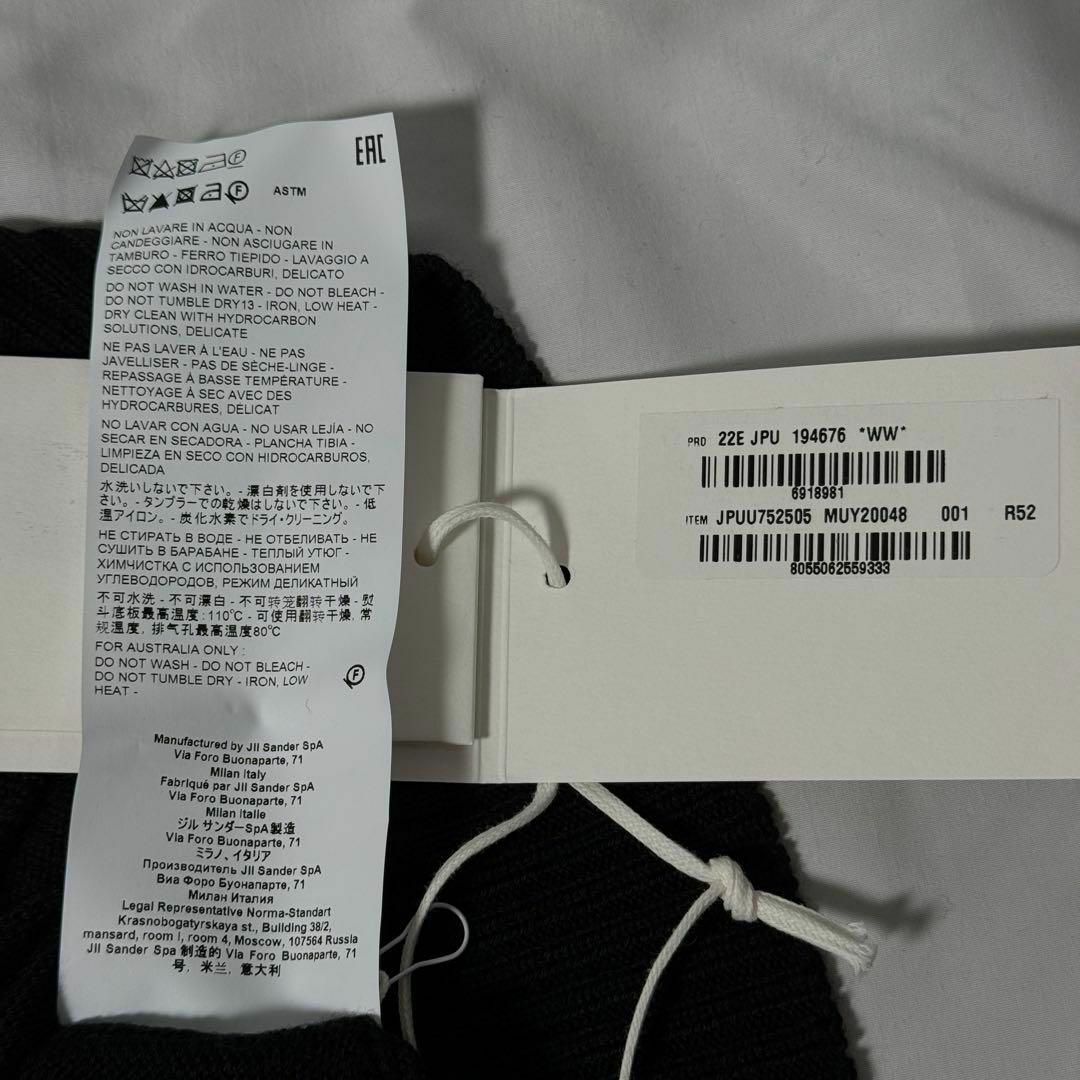 EAC
ASTM
NON LAVARE IN ACQUA - NON
CANDEGGIARE - NON ASCIUGARE IN
TAMBURO - FERRO TIEPIDO - LAVAGGIO A
SECCO CON IDROCARBURI, DELICATO
DO NOT WASH IN WATER - DO NOT BLEACH -
DO NOT TUMBLE DRY13 - IRON, LOW HEAT -
DRY CLEAN WITH HYDROCARBON
SOLUTIONS, DELICATE
NE PAS LAVER À L'EAU - NE PAS
JAVELLISER - PAS DE SÈCHE-LINGE -
REPASSAGE À BASSE TEMPÉRATURE -
NETTOYAGE À SEC AVEC DES
HYDROCARBURES, DÉLICAT
NO LAVAR CON AGUA - NO USAR LEJÍA - NO
SECAR EN SECADORA - PLANCHA TIBIA -
LIMPIEZA EN SECO CON HIDROCARBUROS,
DELICADA
水洗いしないで下さい。- 漂白剤を使用しないで下
さい。- タンブラーでの乾燥はしないで下さい。- 低
温アイロン。- 炭化水素でドライ・クリーニング。
НЕ СТИРАТЬ В ВОДЕ - НЕ ОТБЕЛИВАТЬ - НЕ
СУШИТЬ В БАРАБАНЕ - ТЕПЛЫЙ УТЮГ -
ХИМЧИСТКА С ИСПОЛЬЗОВАНИЕМ
УГЛЕВОДОРОДОВ, РЕЖИМ ДЕЛИКАТНЫЙ
不可水洗 - 不可漂白 - 不可转笼翻转干燥 - 熨
斗底板最高温度:110℃ - 可使用翻转干燥, 常
规温度, 排气孔最高温度80℃
FOR AUSTRALIA ONLY :
DO NOT WASH - DO NOT BLEACH -
DO NOT TUMBLE DRY - IRON, LOW
HEAT -
F
Manufactured by Jil Sander SpA
Via Foro Buonaparte, 71
Milan Italy
Fabriqué par Jil Sander SpA
Via Foro Buonaparte, 71
Milan Italie
ジル サンダーSpA製造
Via Foro Buonaparte, 71
ミラノ、イタリア
Производитель Jil Sander SpA
Виа Форо Буонапарте, 71
Милан Италия
Legal Representative Norma-Standart
Krasnobogatyrskaya st., Building 38/2,
mansard, room I, room 4, Moscow, 107564 Russia
Jil Sander Spa 制造的 Via Foro Buonaparte, 71
号, 米兰, 意大利
PRD 22E JPU 194676 *WW*
6918981
ITEM JPUU752505 MUY20048 001 R52
8055062559333